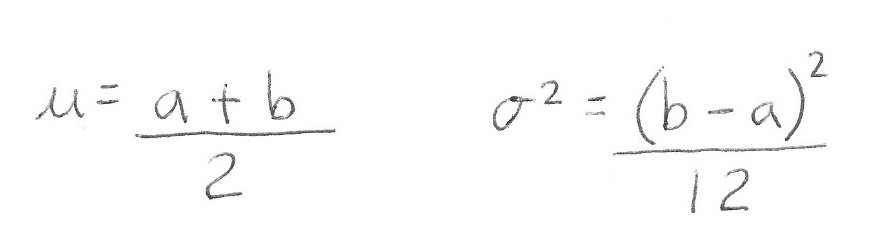 μ = a + b / 2
σ² = (b - a)² / 12